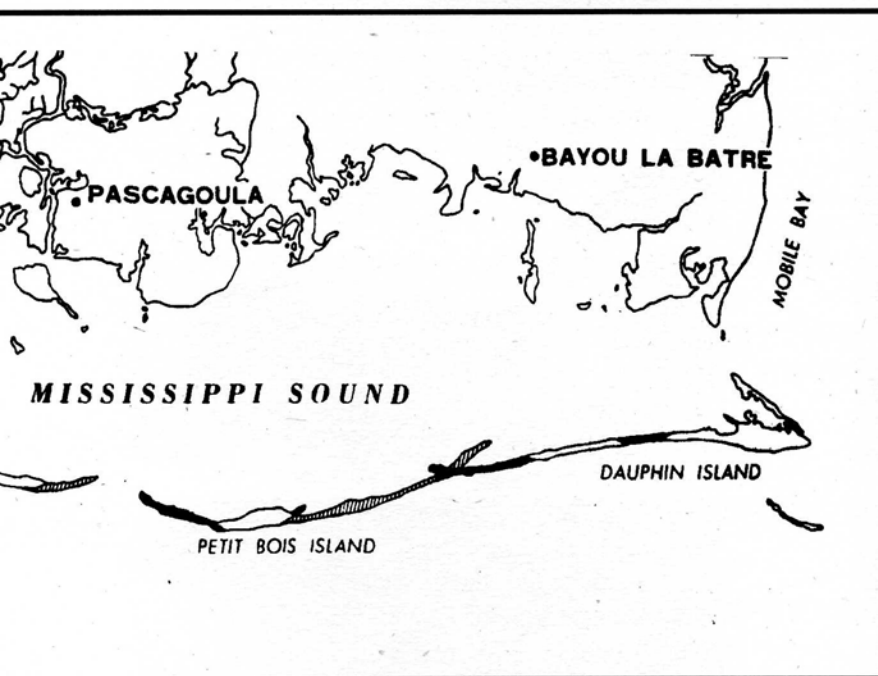 BAYOU LA BATRE
PASCAGOULA
MOBILE BAY
MISSISSIPPI SOUND
DAUPHIN ISLAND
PETIT BOIS ISLAND